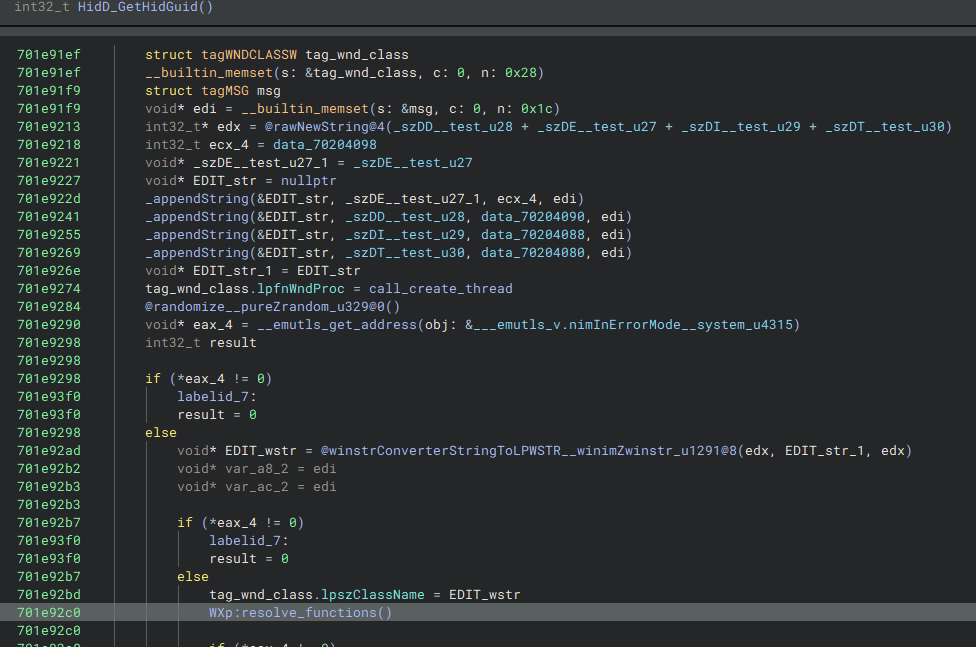 int32_t HidD_GetHidGuid()
701e91ef struct tagWNDCLASSW tag_wnd_class
701e91ef __builtin_memset(s: &tag_wnd_class, c: 0, n: 0x28)
701e91f9 struct tagMSG msg
701e91f9 void* edi = __builtin_memset(s: &msg, c: 0, n: 0x1c)
701e9213 int32_t* edx = @rawNewString@4(_szDD__test_u28 + _szDE__test_u27 + _szDI__test_u29 + _szDT__test_u30)
701e9218 int32_t ecx_4 = data_70204098
701e9221 void* _szDE__test_u27_1 = _szDE__test_u27
701e9227 void* EDIT_str = nullptr
701e922d _appendString(&EDIT_str, _szDE__test_u27_1, ecx_4, edi)
701e9241 _appendString(&EDIT_str, _szDD__test_u28, data_70204090, edi)
701e9255 _appendString(&EDIT_str, _szDI__test_u29, data_70204088, edi)
701e9269 _appendString(&EDIT_str, _szDT__test_u30, data_70204080, edi)
701e926e void* EDIT_str_1 = EDIT_str
701e9274 tag_wnd_class.lpfnWndProc = call_create_thread
701e9284 @randomize__pureZrandom_u329@0()
701e9290 void* eax_4 = __emutls_get_address(obj: &___emutls_v.nimInErrorMode__system_u4315)
701e9298 int32_t result
701e9298
701e9298 if (*eax_4 != 0)
701e93f0 labelid_7:
701e93f0 result = 0
701e9298 else
701e92ad void* EDIT_wstr = @winstrConverterStringToLPWSTR__winimZwinstr_u1291@8(edx, EDIT_str_1, edx)
701e92b2 void* var_a8_2 = edi
701e92b3 void* var_ac_2 = edi
701e92b3
701e92b7 if (*eax_4 != 0)
701e93f0 labelid_7:
701e93f0 result = 0
701e92b7 else
701e92bd tag_wnd_class.lpszClassName = EDIT_wstr
701e92c0 WXp:resolve_functions()
701e92c0